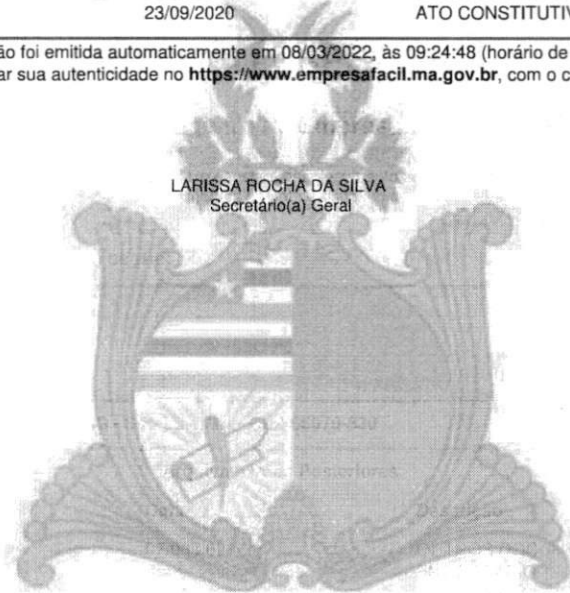 23/09/2020 ATO CONSTITUTIV
ão foi emitida automaticamente em 08/03/2022, às 09:24:48 (horário de
ar sua autenticidade no https://www.empresafacil.ma.gov.br, com o c
LARISSA ROCHA DA SILVA
Secretário(a) Geral